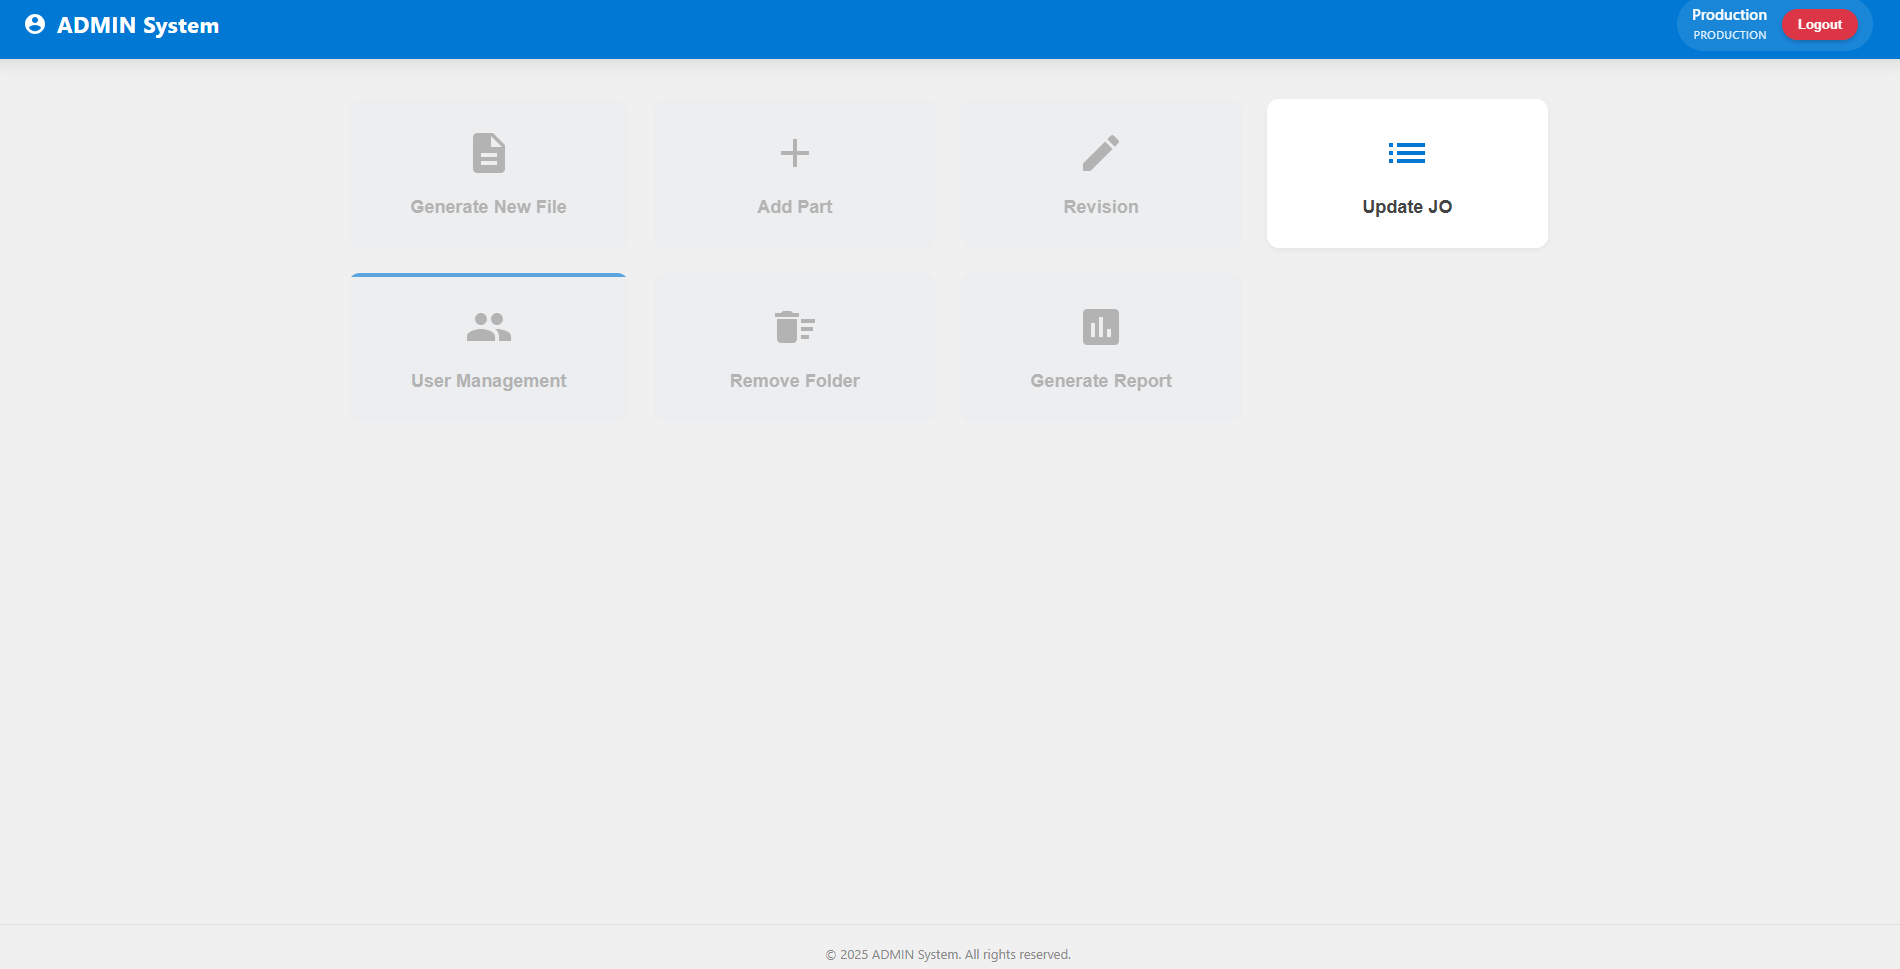 ADMIN System
Production
PRODUCTION
Logout
Generate New File
Add Part
Revision
Update JO
User Management
Remove Folder
Generate Report
© 2025 ADMIN System. All rights reserved.